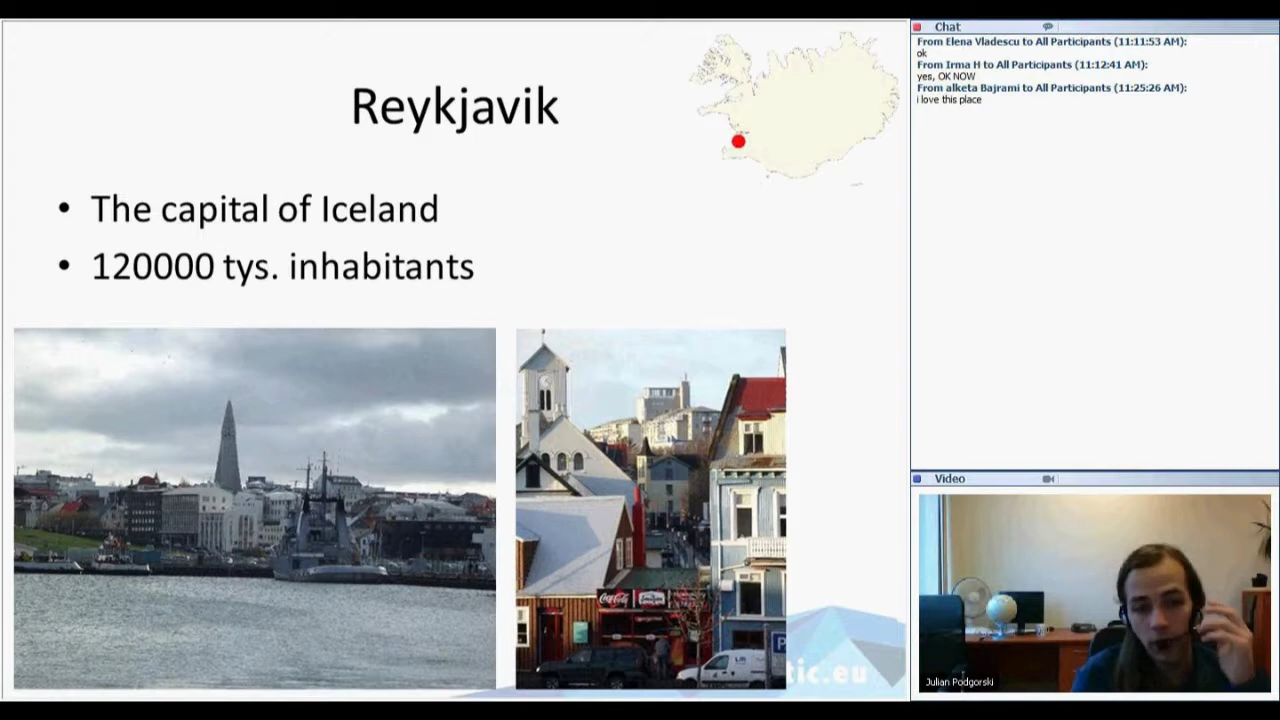 Reykjavik
• The capital of Iceland
• 120000 tys. inhabitants
Coca-Cola
P
tic.eu
Chat
From Elena Vladescu to All Participants (11:11:53 AM):
ok
From Irma H to All Participants (11:12:41 AM):
yes, OK NOW
From alketa Bajrami to All Participants (11:25:26 AM):
i love this place
Video
Julian Podgorski